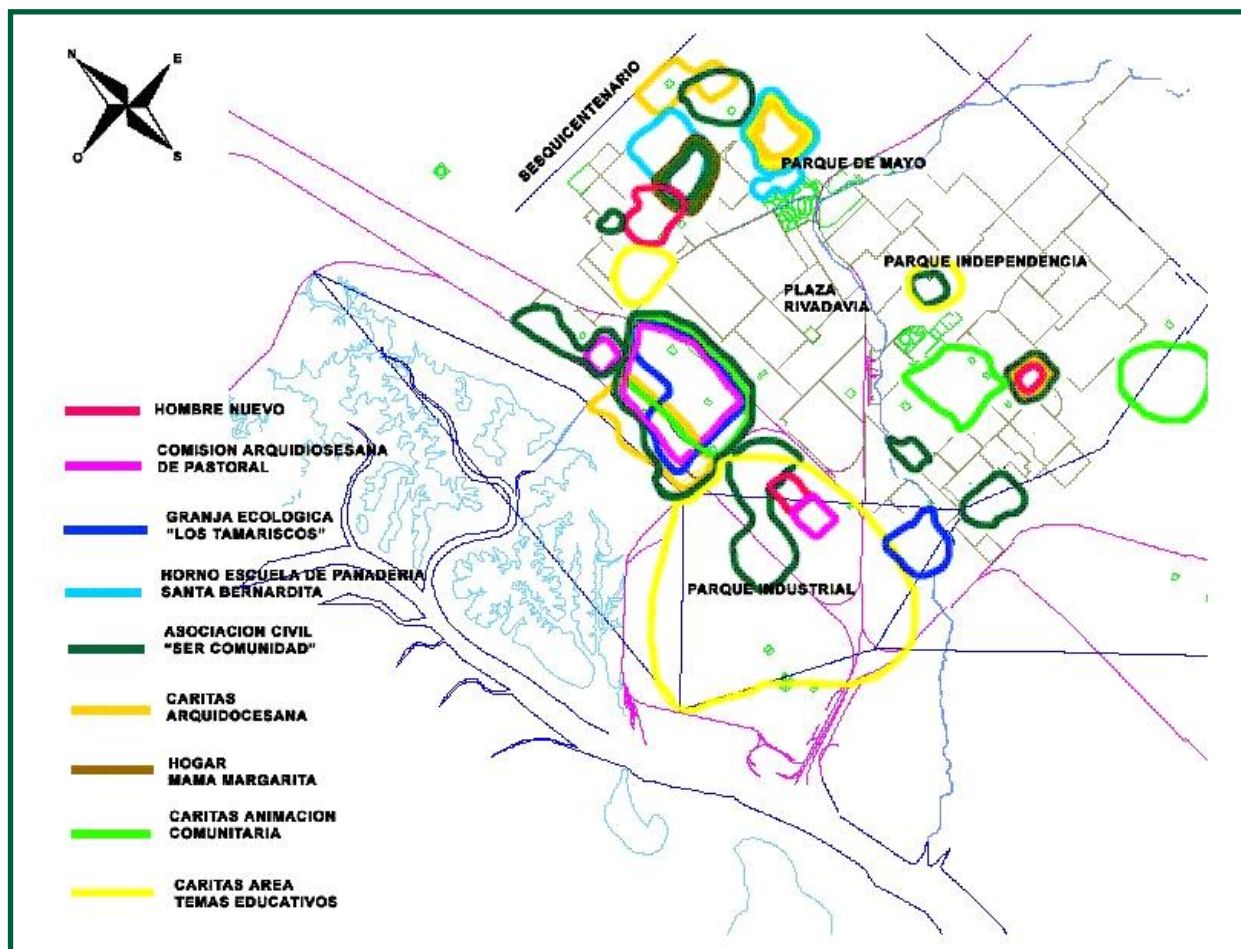 N
E
O
S
SESQUICENTENARIO
PARQUE DE MAYO
PARQUE INDEPENDENCIA
PLAZA
RIVADAVIA
PARQUE INDUSTRIAL
HOMBRE NUEVO
COMISION ARQUIDIOSESANA
DE PASTORAL
GRANJA ECOLOGICA
"LOS TAMARISCOS"
HORNO ESCUELA DE PANADERIA
SANTA BERNARDITA
ASOCIACION CIVIL
"SER COMUNIDAD"
CARITAS
ARQUIDOCESANA
HOGAR
MAMA MARGARITA
CARITAS ANIMACION
COMUNITARIA
CARITAS AREA
TEMAS EDUCATIVOS